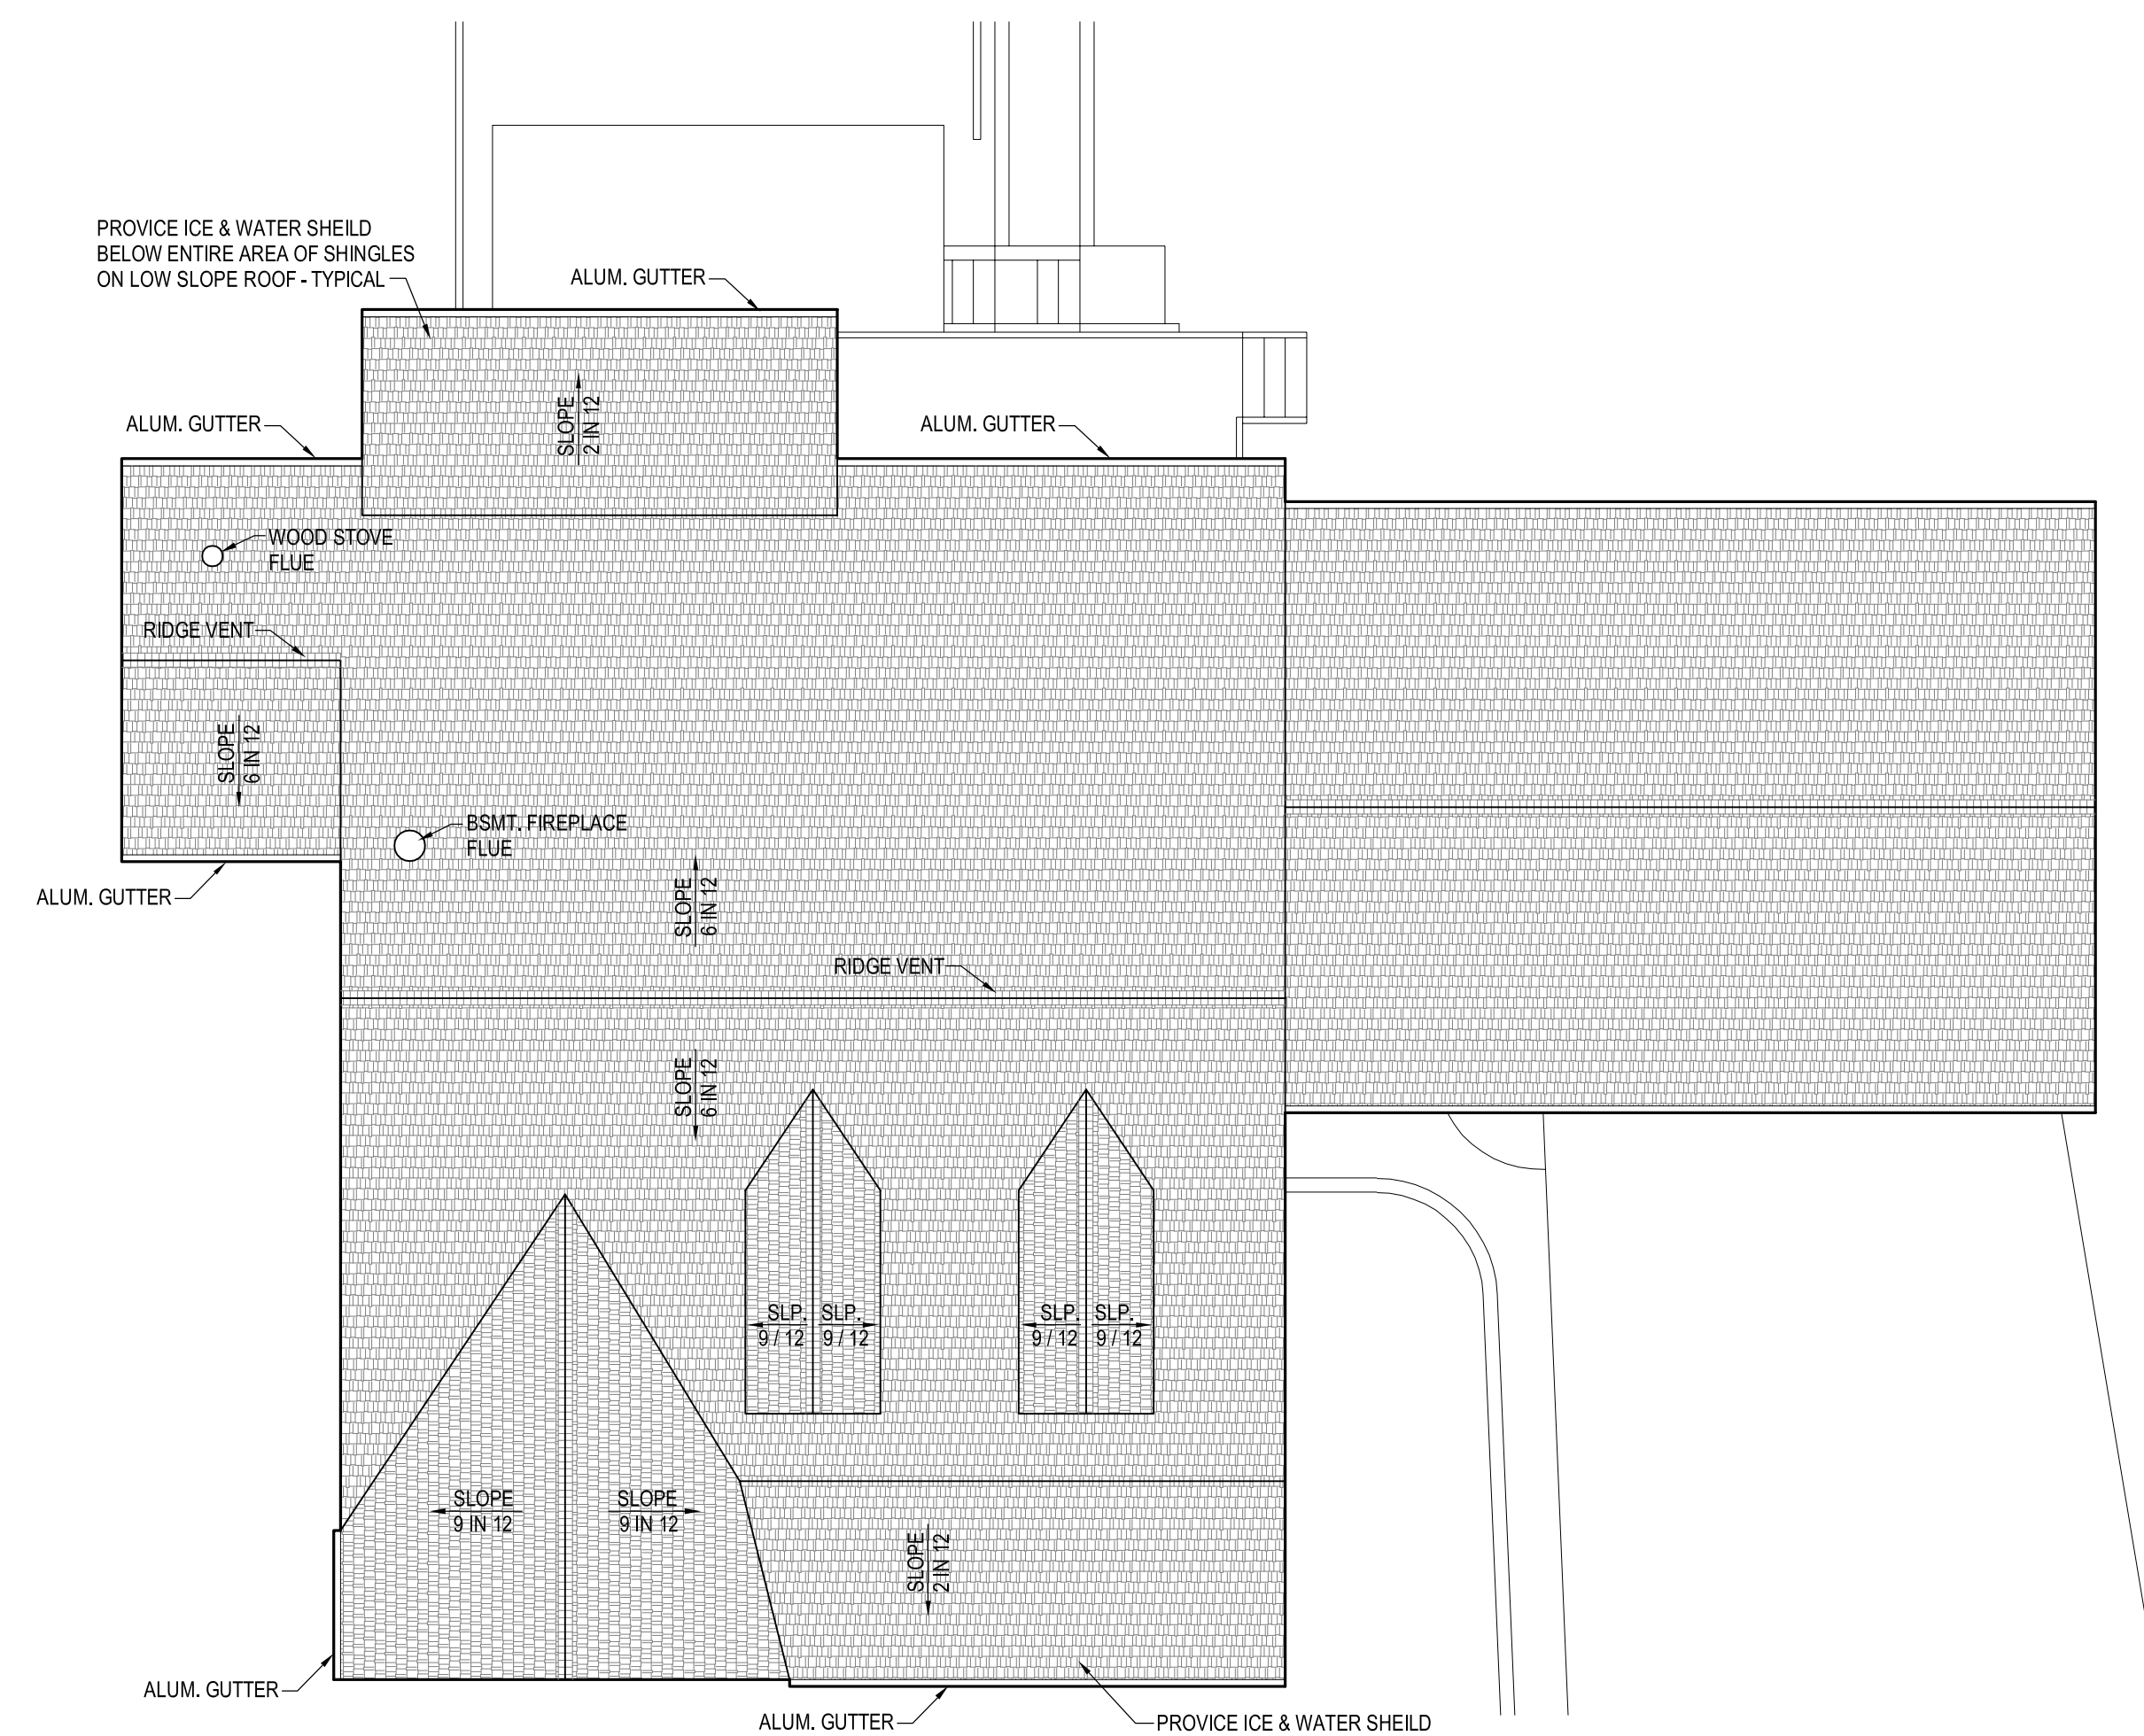 PROVICE ICE & WATER SHEILD
BELOW ENTIRE AREA OF SHINGLES
ON LOW SLOPE ROOF - TYPICAL
ALUM. GUTTER
ALUM. GUTTER
SLOPE
2 IN 12
ALUM. GUTTER
WOOD STOVE
FLUE
RIDGE VENT
SLOPE
6 IN 12
BSMT. FIREPLACE
FLUE
ALUM. GUTTER
SLOPE
6 IN 12
RIDGE VENT
SLOPE
6 IN 12
SLP.
9 / 12
SLP.
9 / 12
SLP.
9 / 12
SLP.
9 / 12
SLOPE
9 IN 12
SLOPE
9 IN 12
SLOPE
2 IN 12
ALUM. GUTTER
ALUM. GUTTER
PROVICE ICE & WATER SHEILD